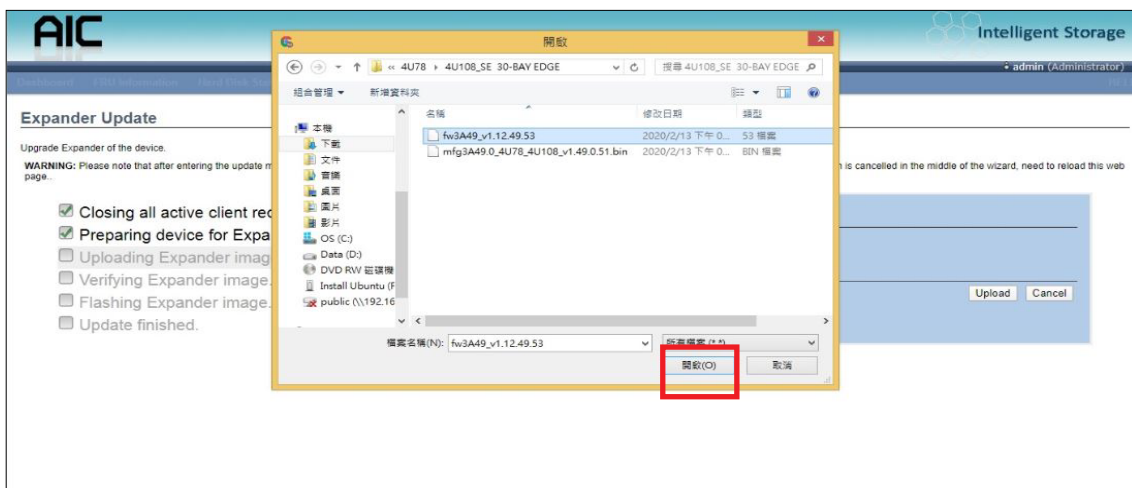 AIC
Intelligent Storage
admin (Administrator)
Dashboard FRU Information Hard Disk
Expander Update
Upgrade Expander of the device.
WARNING: Please note that after entering the update
is cancelled in the middle of the wizard, need to reload this web
page..
Closing all active client req
Preparing device for Expa
Uploading Expander imag
Verifying Expander image.
Flashing Expander image.
Update finished.
Upload Cancel
開啟
« 4U78 ▸ 4U108_SE 30-BAY EDGE
搜尋 4U108_SE 30-BAY EDGE
組合管理 新增資料夾
名稱 修改日期 類型
本機
下載
文件
音樂
桌面
圖片
影片
OS (C:)
Data (D:)
DVD RW 磁碟機
Install Ubuntu (F
public (\\192.16
fw3A49_v1.12.49.53 2020/2/13 下午 0... 53 檔案
mfg3A49.0_4U78_4U108_v1.49.0.51.bin 2020/2/13 下午 0... BIN 檔案
檔案名稱(N): fw3A49_v1.12.49.53 所有檔案 (*.*)
開啟(O) 取消